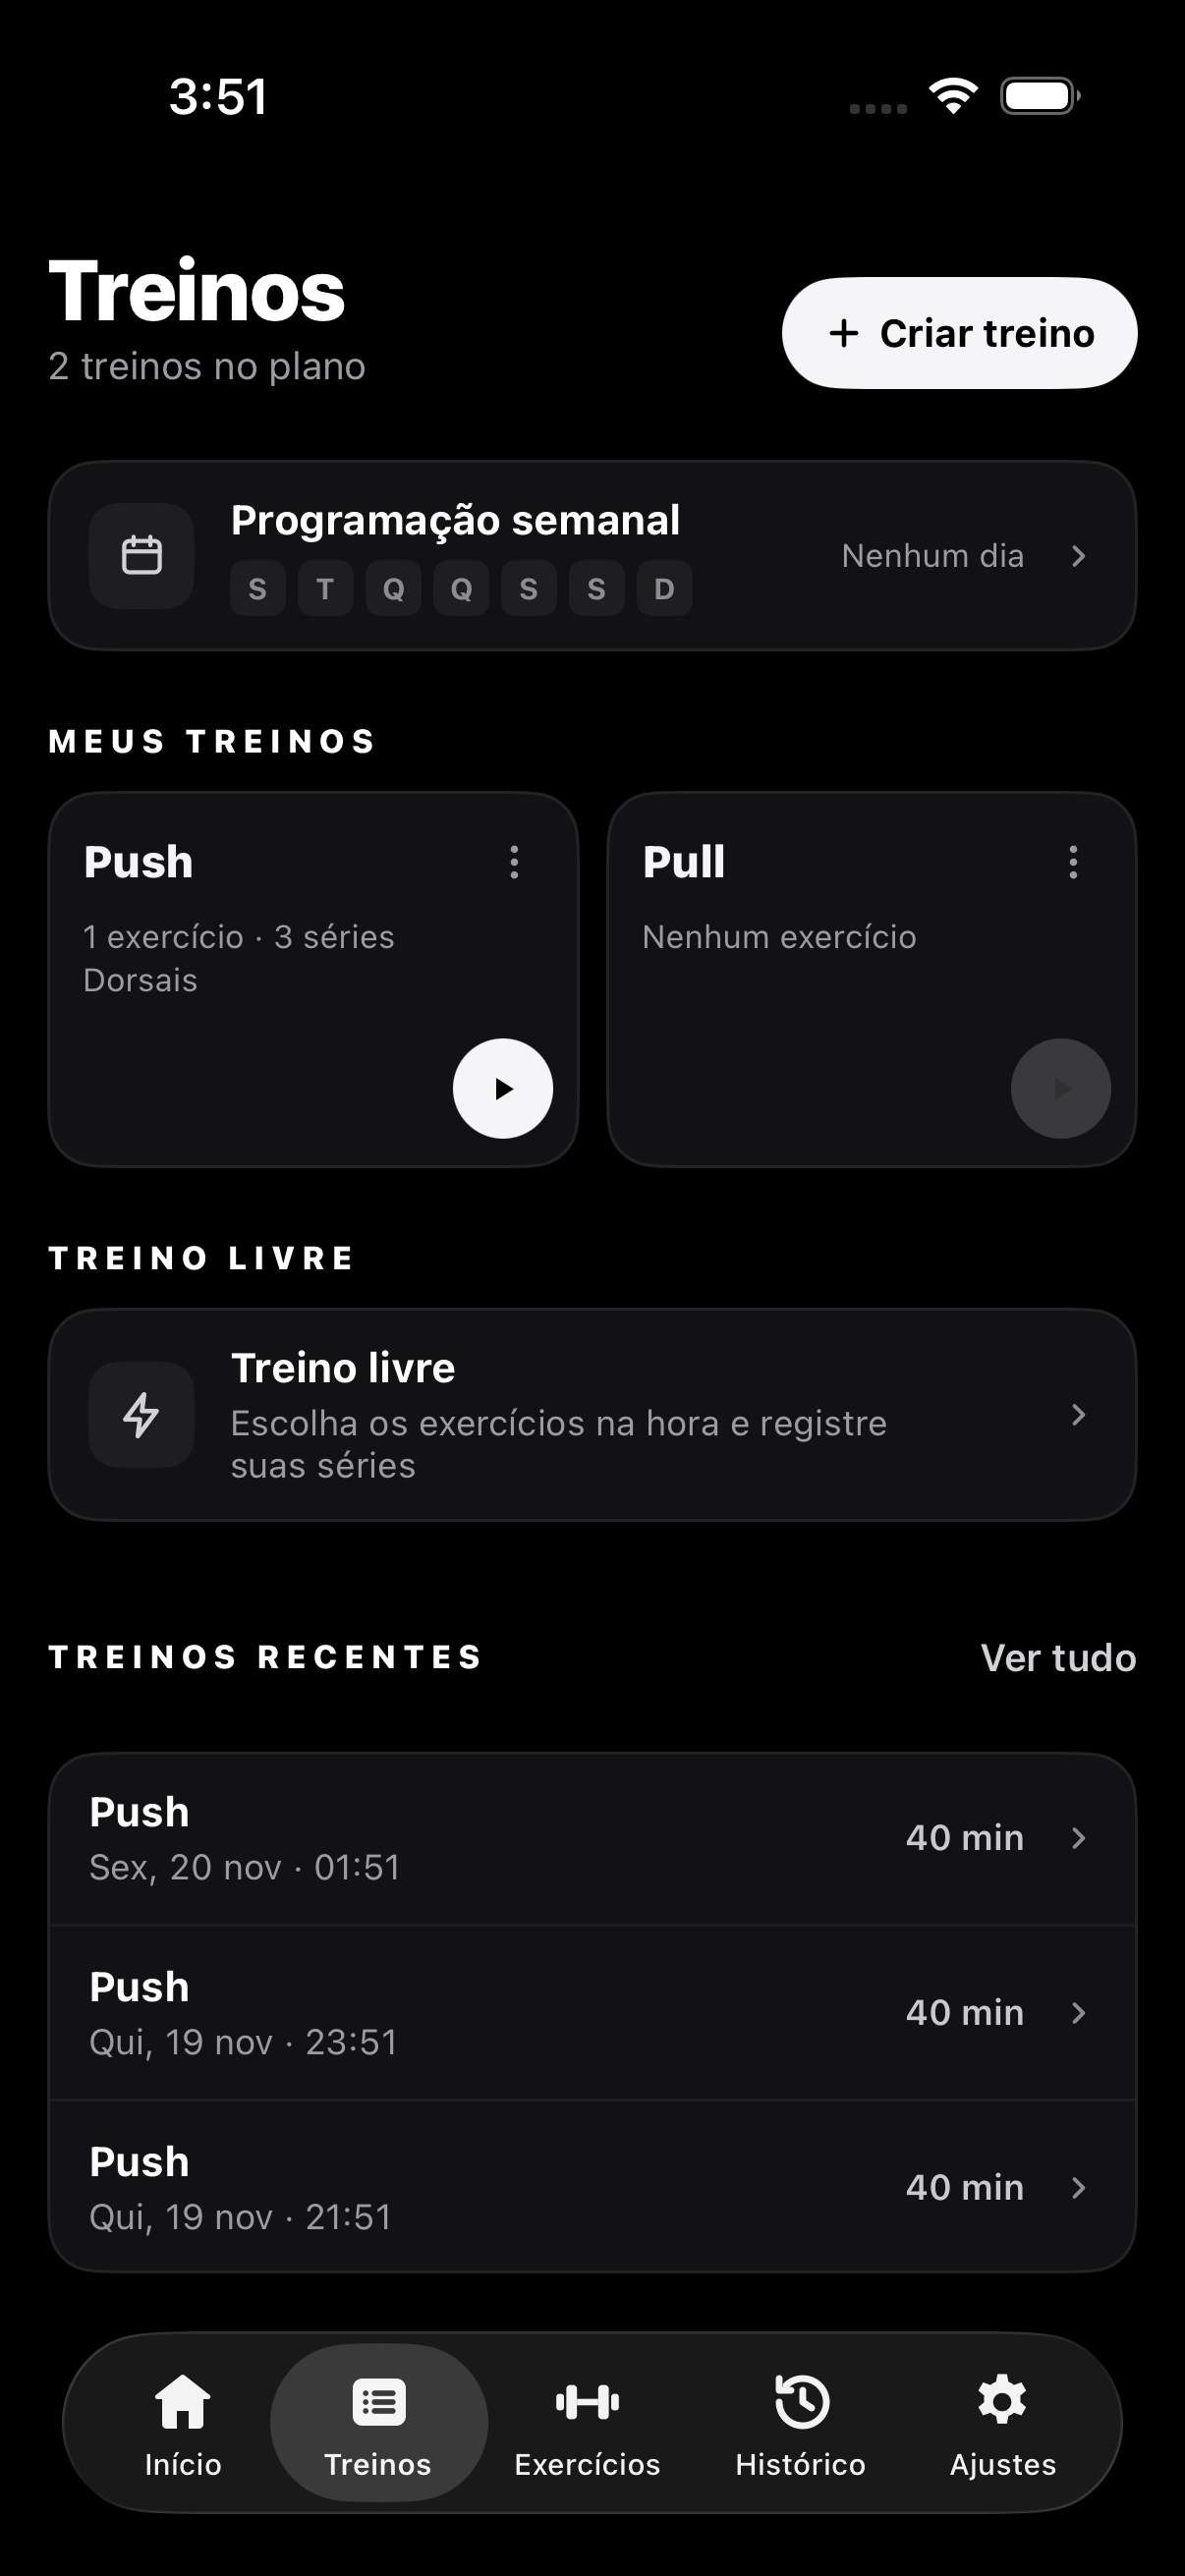 3:51
Treinos
2 treinos no plano
+ Criar treino
Programação semanal
S T Q Q S S D
Nenhum dia
MEUS TREINOS
Push
1 exercício · 3 séries
Dorsais
Pull
Nenhum exercício
TREINO LIVRE
Treino livre
Escolha os exercícios na hora e registre
suas séries
TREINOS RECENTES
Ver tudo
Push
Sex, 20 nov · 01:51
40 min
Push
Qui, 19 nov · 23:51
40 min
Push
Qui, 19 nov · 21:51
40 min
Início
Treinos
Exercícios
Histórico
Ajustes